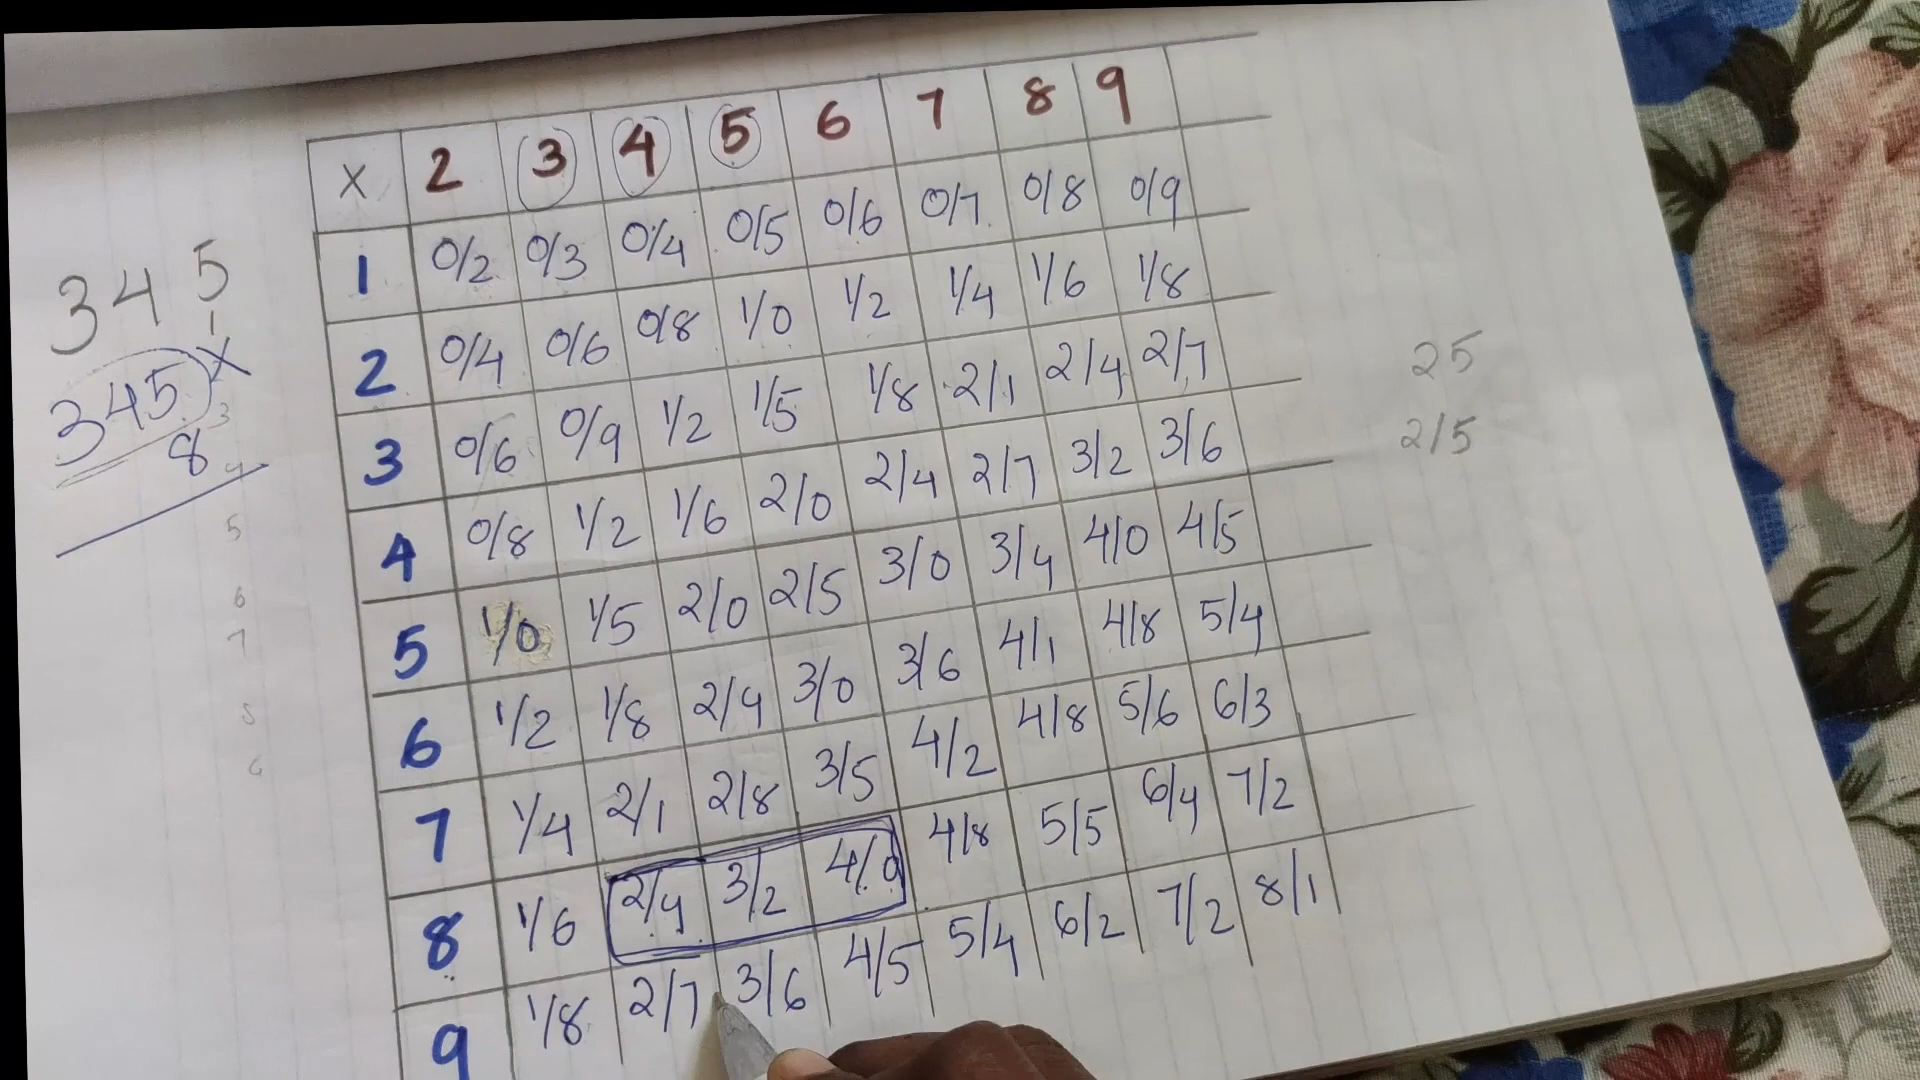 x 2 3 4 5 6 7 8 9
1 0/2 0/3 0/4 0/5 0/6 0/7 0/8 0/9
2 0/4 0/6 0/8 1/0 1/2 1/4 1/6 1/8
3 0/6 0/9 1/2 1/5 1/8 2/1 2/4 2/7
4 0/8 1/2 1/6 2/0 2/4 2/7 3/2 3/6
5 1/0 1/5 2/0 2/5 3/0 3/4 4/0 4/5
6 1/2 1/8 2/4 3/0 3/6 4/1 4/8 5/4
7 1/4 2/1 2/8 3/5 4/2 4/8 5/6 6/3
8 1/6 2/4 3/2 4/0 4/8 5/5 6/4 7/2
9 1/8 2/7 3/6 4/5 5/4 6/2 7/2 8/1
345
1
345 x
3
8
4
5
6
7
25
2/5